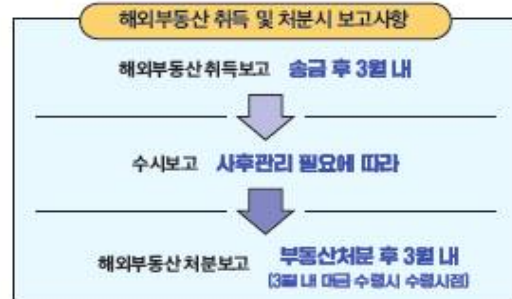 해외부동산 취득 및 처분시 보고사항
해외부동산 취득보고 송금 후 3월 내
수시보고 사후관리 필요에 따라
해외부동산 처분보고 부동산처분 후 3월 내
(3월 내 대금 수령시 수령시점)